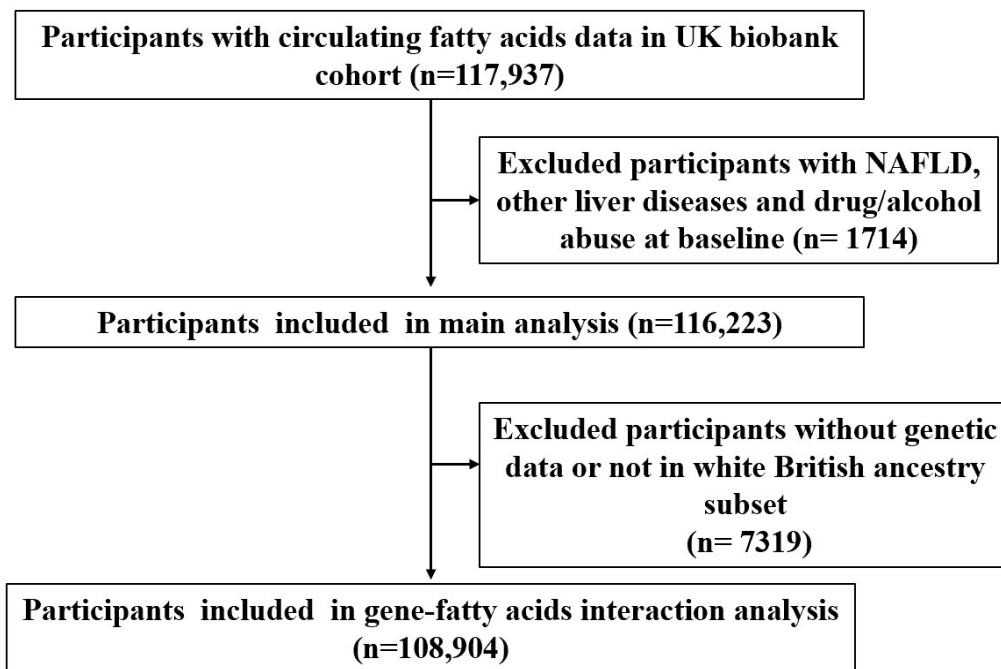 Participants with circulating fatty acids data in UK biobank
cohort (n=117,937)
Excluded participants with NAFLD,
other liver diseases and drug/alcohol
abuse at baseline (n= 1714)
Participants  included  in main analysis (n=116,223)
Excluded participants without genetic
data or not in white British ancestry
subset
(n= 7319)
Participants  included  in gene-fatty acids interaction analysis
(n=108,904)